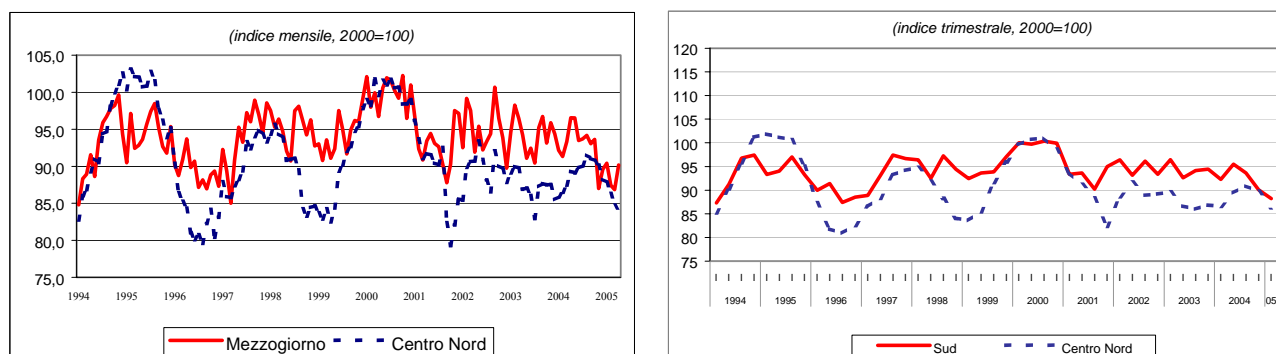 (indice mensile, 2000=100)
105,0
100,0
95,0
90,0
85,0
80,0
75,0
1994 1995 1996 1997 1998 1999 2000 2001 2002 2003 2004 2005
Mezzogiorno Centro Nord
(indice trimestrale, 2000=100)
120
115
110
105
100
95
90
85
80
75
I I I I I I I I I I I I I I I I I I I I I I I I I I I I I I I I I I I I I I I I I I I I I
1994 1995 1996 1997 1998 1999 2000 2001 2002 2003 2004 05
Sud Centro Nord